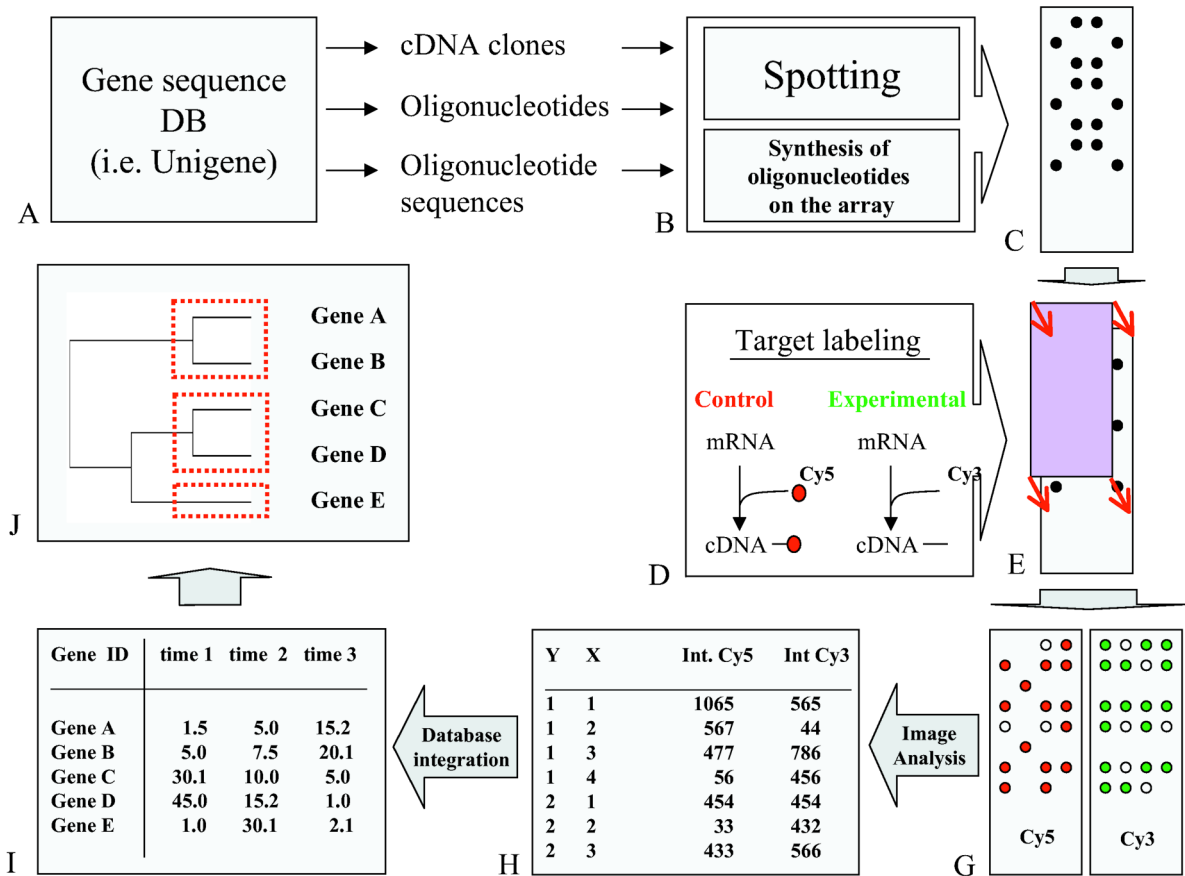 Gene sequence
DB
(i.e. Unigene)
A
cDNA clones
Oligonucleotides
Oligonucleotide
sequences
Spotting
Synthesis of
oligonucleotides
on the array
B
C
Target labeling
Control Experimental
mRNA mRNA
Cy5 Cy3
cDNA cDNA
D
E
Cy5 Cy3
G
Image
Analysis
Y X Int. Cy5 Int Cy3
1 1 1065 565
1 2 567 44
1 3 477 786
1 4 56 456
2 1 454 454
2 2 33 432
2 3 433 566
H
Database
integration
Gene ID time 1 time 2 time 3
Gene A 1.5 5.0 15.2
Gene B 5.0 7.5 20.1
Gene C 30.1 10.0 5.0
Gene D 45.0 15.2 1.0
Gene E 1.0 30.1 2.1
I
Gene A
Gene B
Gene C
Gene D
Gene E
J